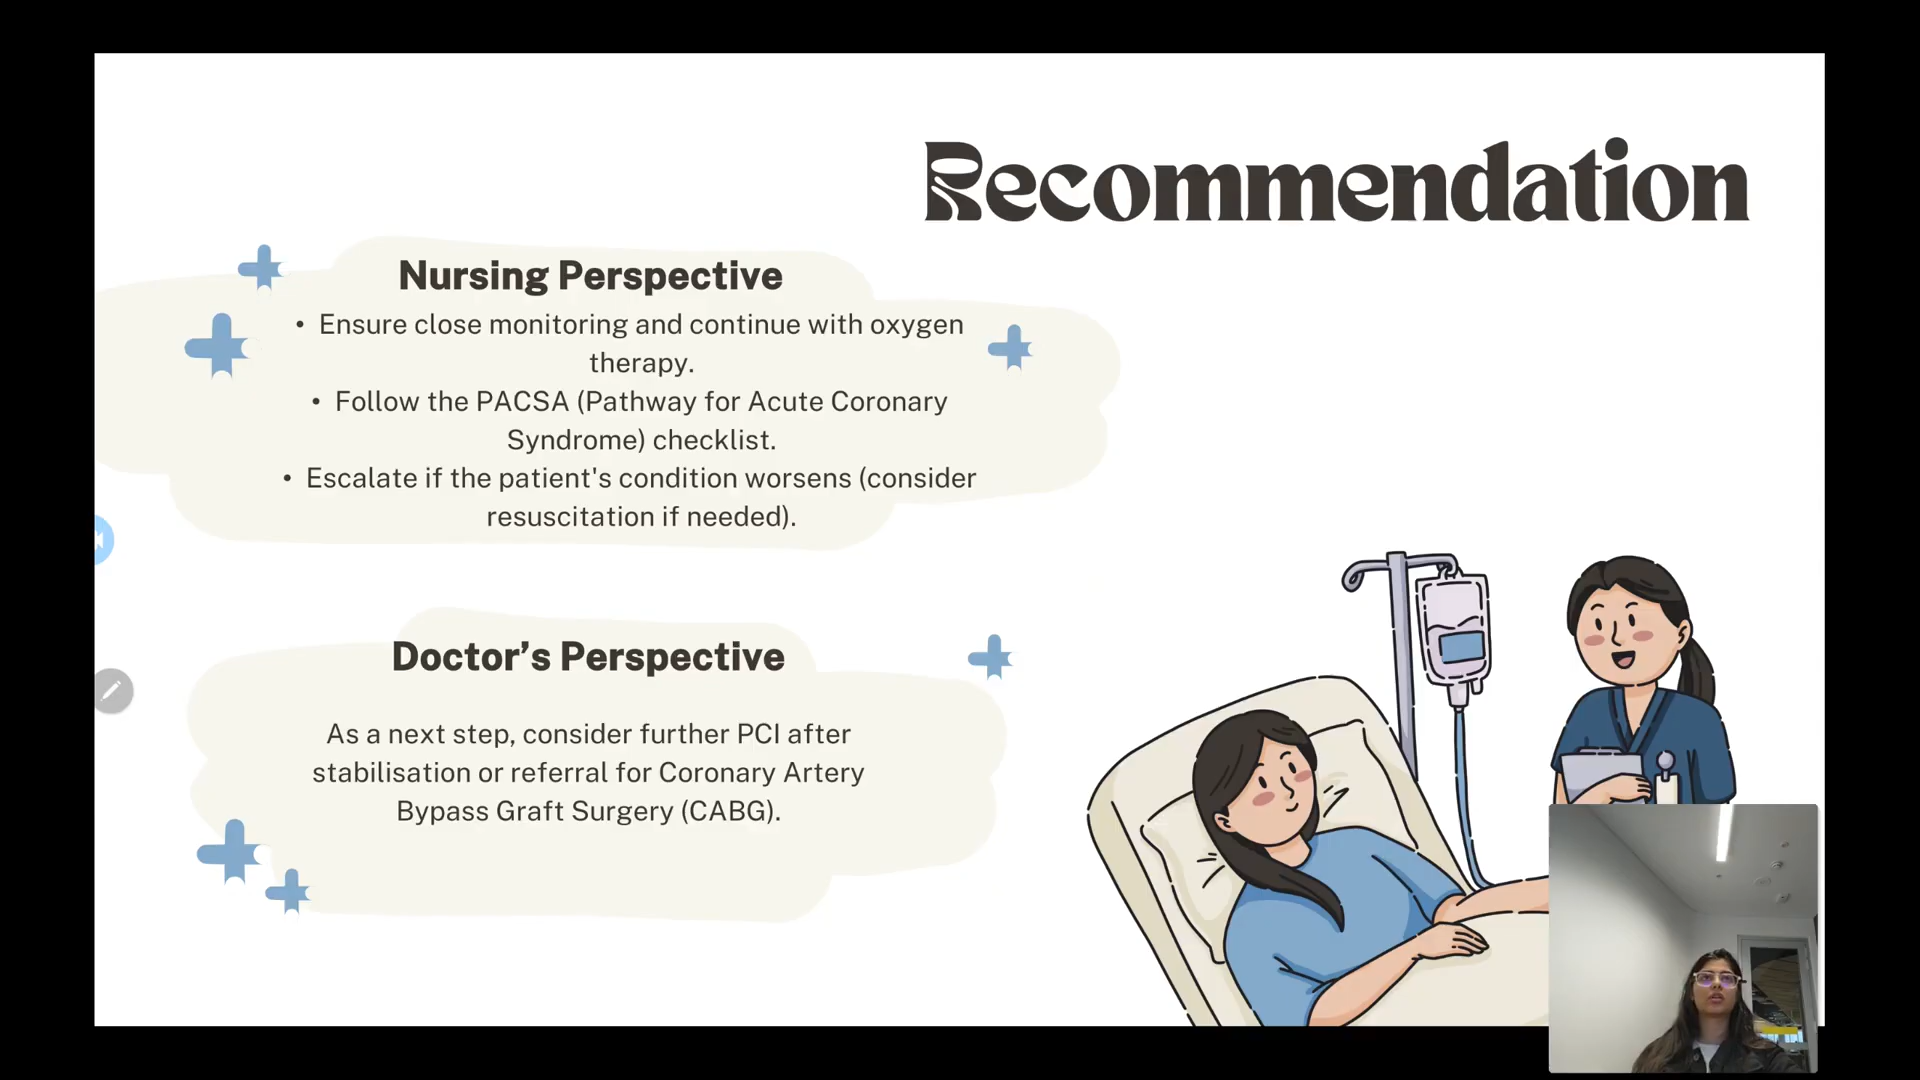 Recommendation
Nursing Perspective
• Ensure close monitoring and continue with oxygen
therapy.
• Follow the PACSA (Pathway for Acute Coronary
Syndrome) checklist.
• Escalate if the patient's condition worsens (consider
resuscitation if needed).
Doctor’s Perspective
As a next step, consider further PCI after
stabilisation or referral for Coronary Artery
Bypass Graft Surgery (CABG).